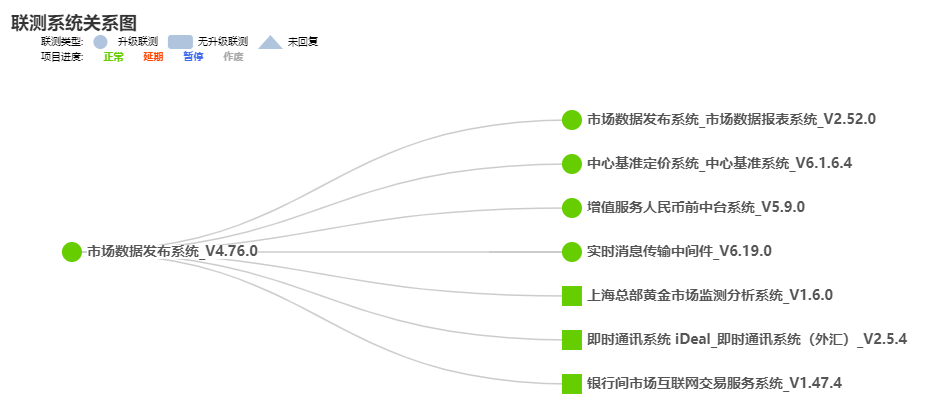 联测系统关系图
联测类型: 升级联测 无升级联测 未回复
项目进度: 正常 延期 暂停 作废
市场数据发布系统_市场数据报表系统_V2.52.0
中心基准定价系统_中心基准系统_V6.1.6.4
增值服务人民币前中台系统_V5.9.0
市场数据发布系统_V4.76.0
实时消息传输中间件_V6.19.0
上海总部黄金市场监测分析系统_V1.6.0
即时通讯系统 iDeal_即时通讯系统（外汇）_V2.5.4
银行间市场互联网交易服务系统_V1.47.4